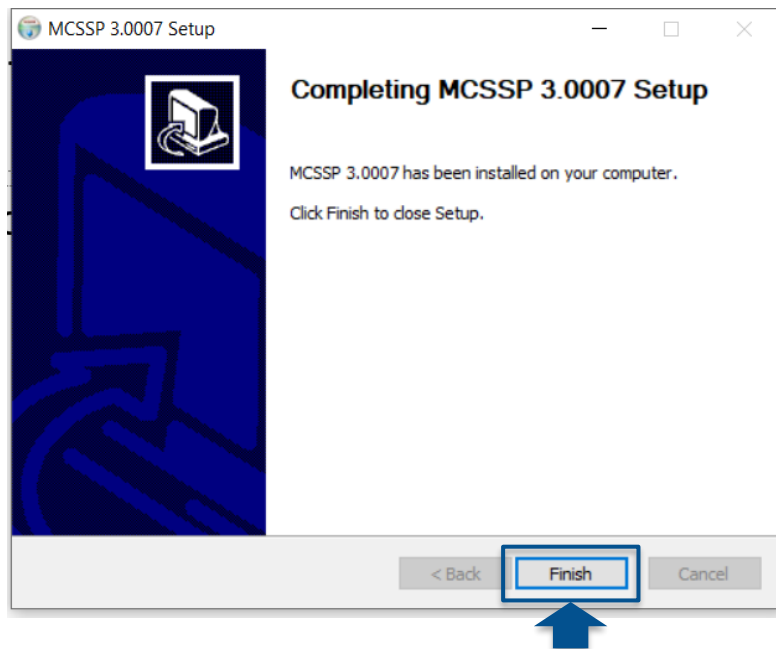 MCSSP 3.0007 Setup
Completing MCSSP 3.0007 Setup
MCSSP 3.0007 has been installed on your computer.
Click Finish to close Setup.
< Back
Finish
Cancel